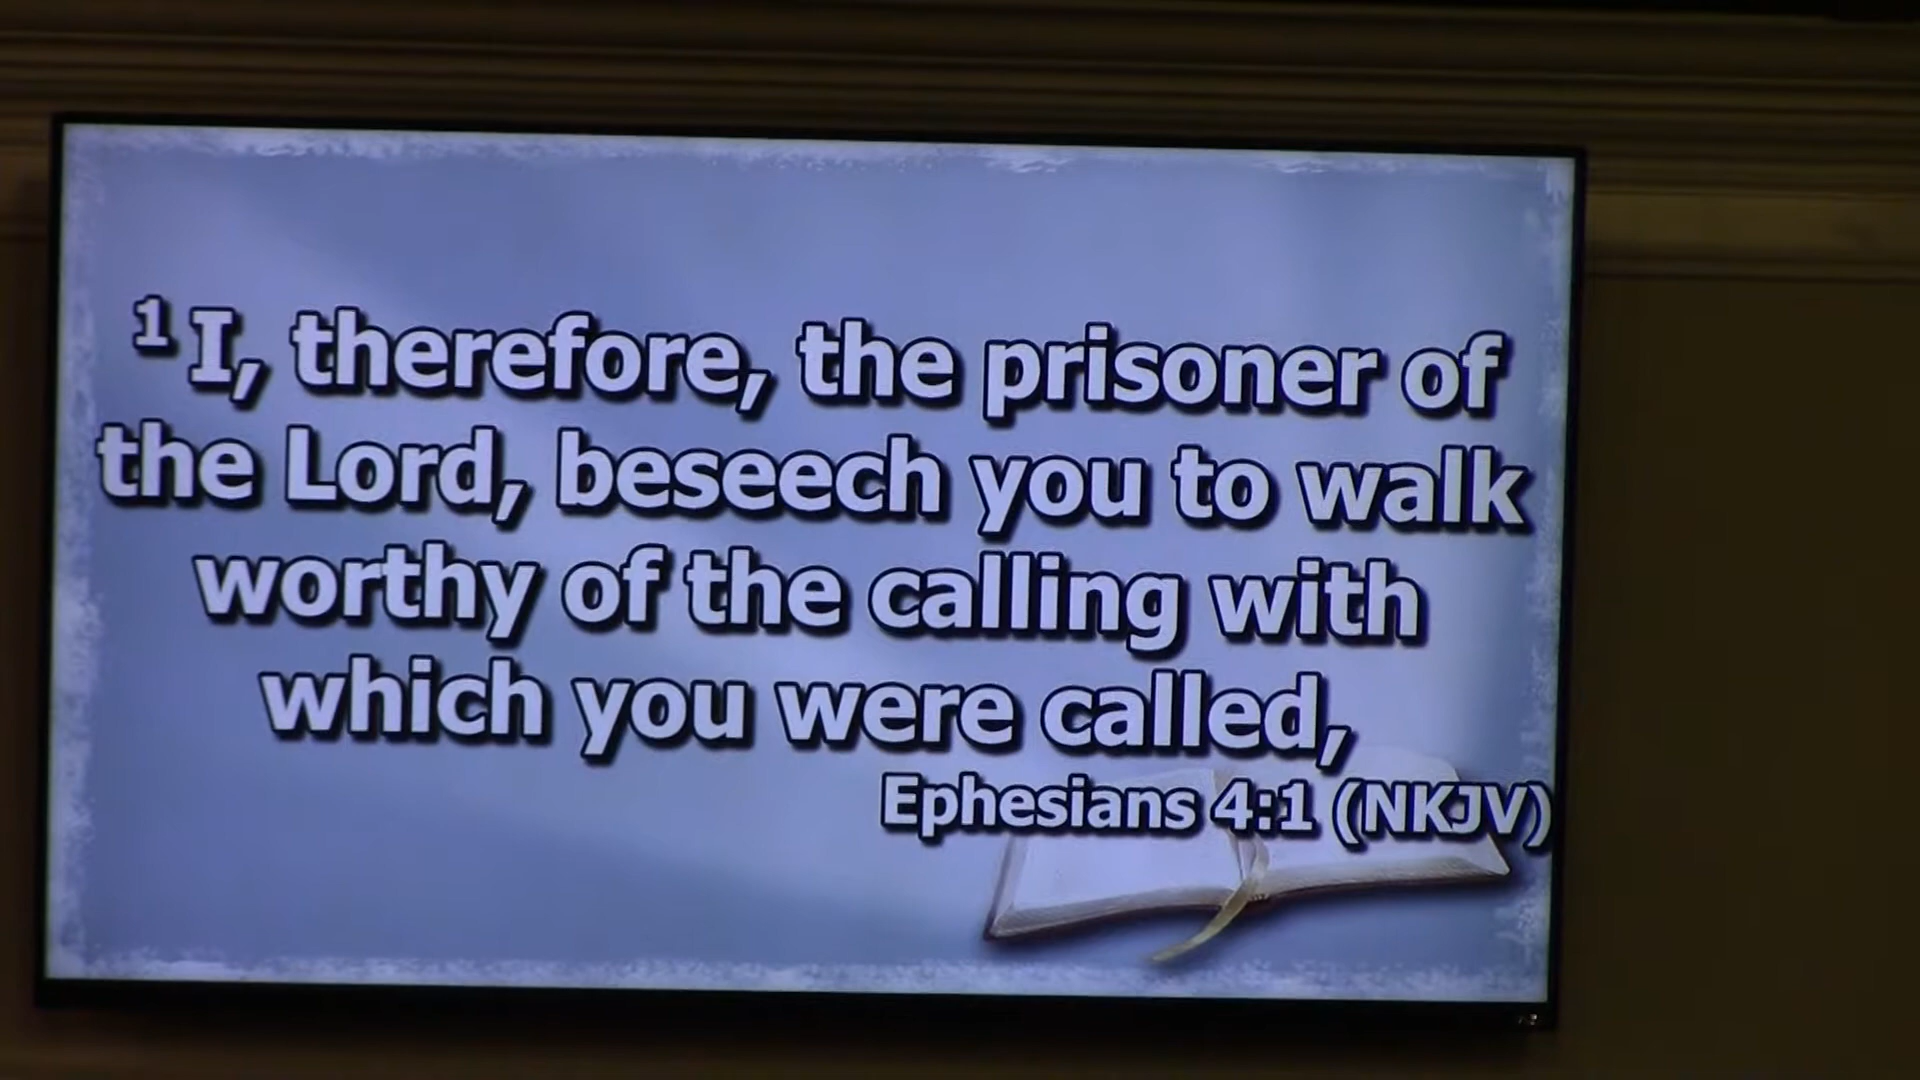 1 I, therefore, the prisoner of
the Lord, beseech you to walk
worthy of the calling with
which you were called,
Ephesians 4:1 (NKJV)